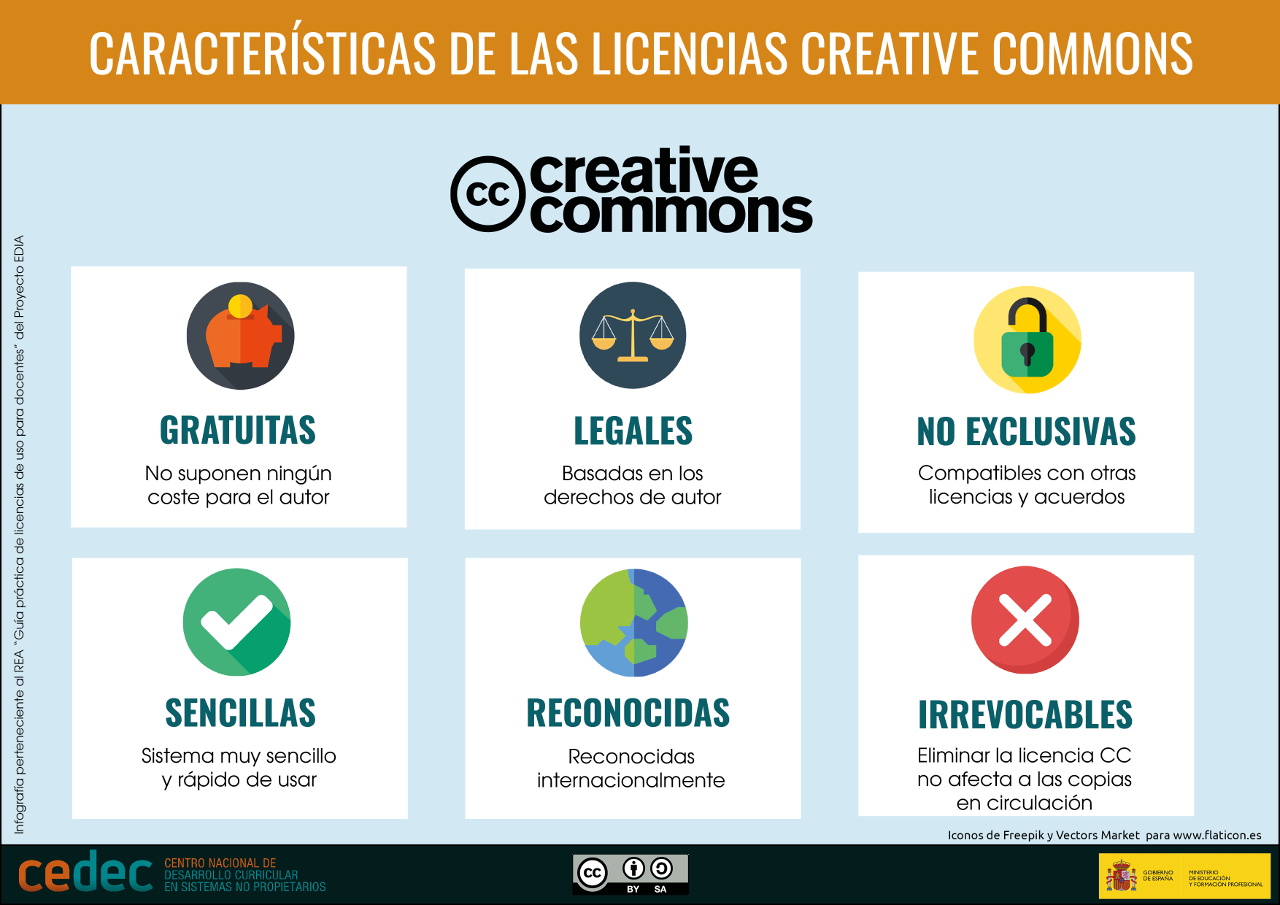 CARACTERÍSTICAS DE LAS LICENCIAS CREATIVE COMMONS
cc creative
commons
GRATUITAS
No suponen ningún
coste para el autor
LEGALES
Basadas en los
derechos de autor
NO EXCLUSIVAS
Compatibles con otras
licencias y acuerdos
SENCILLAS
Sistema muy sencillo
y rápido de usar
RECONOCIDAS
Reconocidas
internacionalmente
IRREVOCABLES
Eliminar la licencia CC
no afecta a las copias
en circulación
Infografía perteneciente al REA "Guía práctica de licencias de uso para docentes" del Proyecto EDIA
Iconos de Freepik y Vectors Market para www.flaticon.es
cedec
CENTRO NACIONAL DE
DESARROLLO CURRICULAR
EN SISTEMAS NO PROPIETARIOS
cc
BY SA
GOBIERNO
DE ESPAÑA
MINISTERIO
DE EDUCACIÓN
Y FORMACIÓN PROFESIONAL